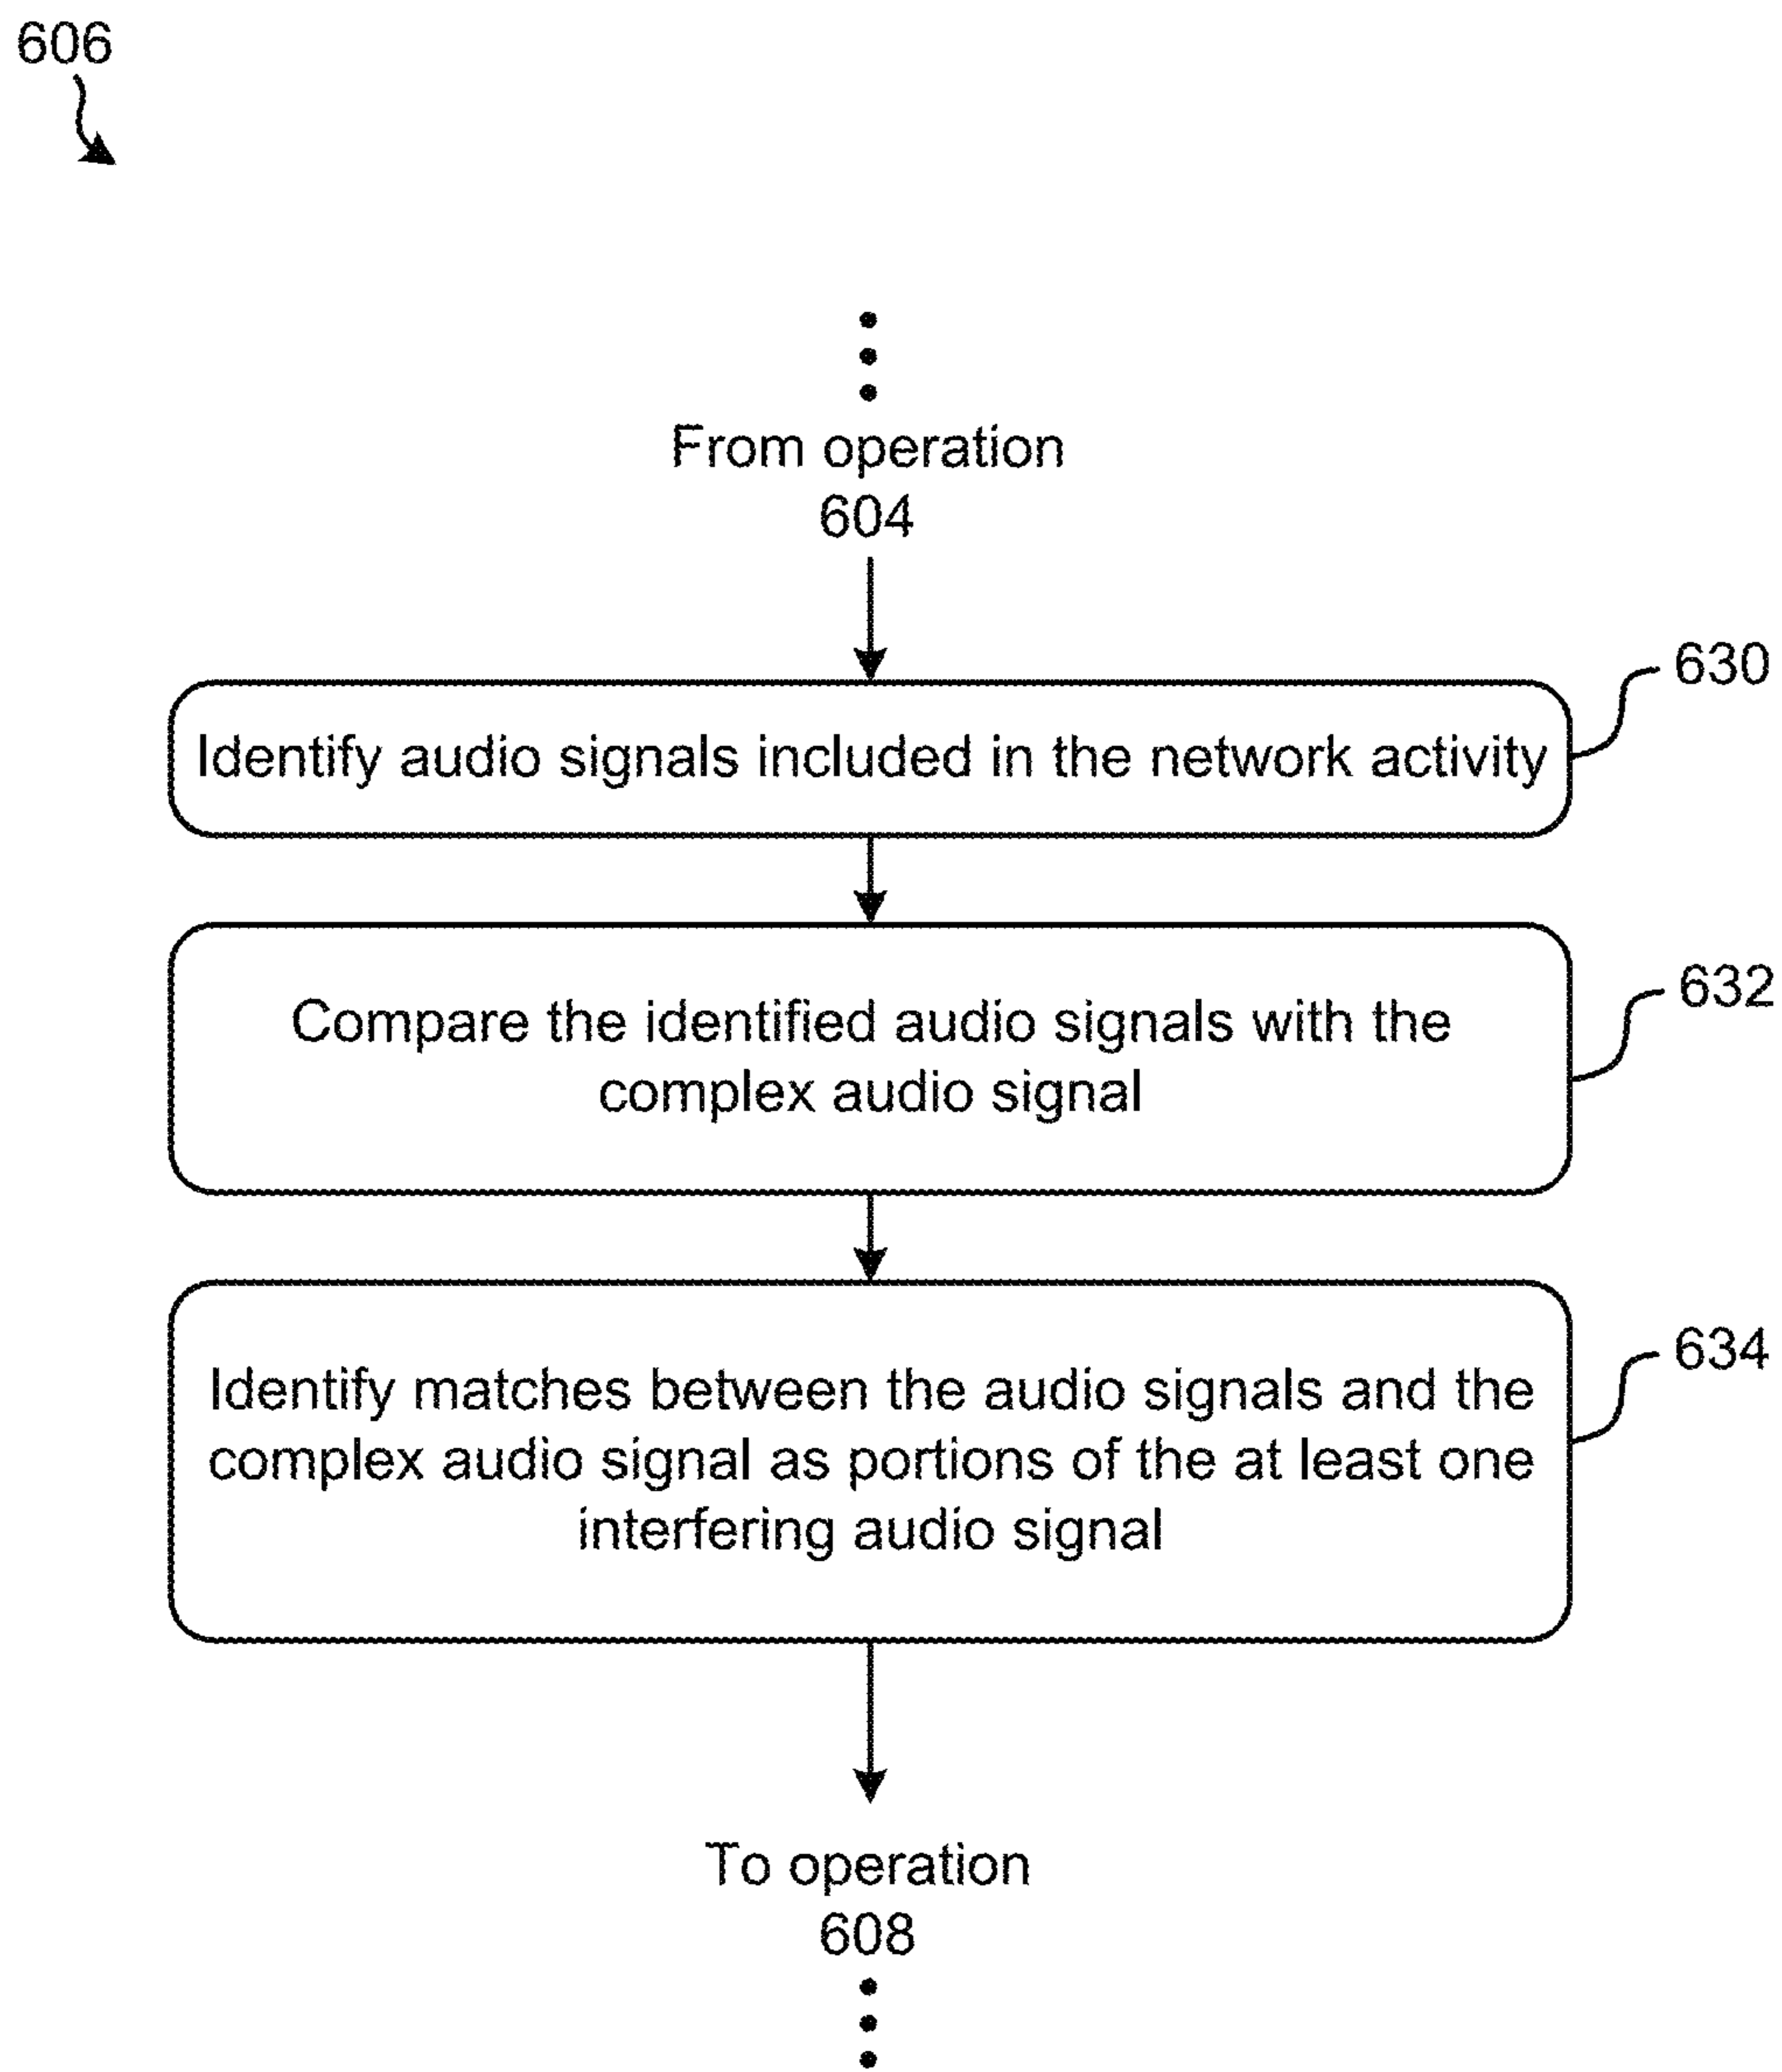 606
From operation
604
630
Identify audio signals included in the network activity
632
Compare the identified audio signals with the
complex audio signal
634
Identify matches between the audio signals and the
complex audio signal as portions of the at least one
interfering audio signal
To operation
608